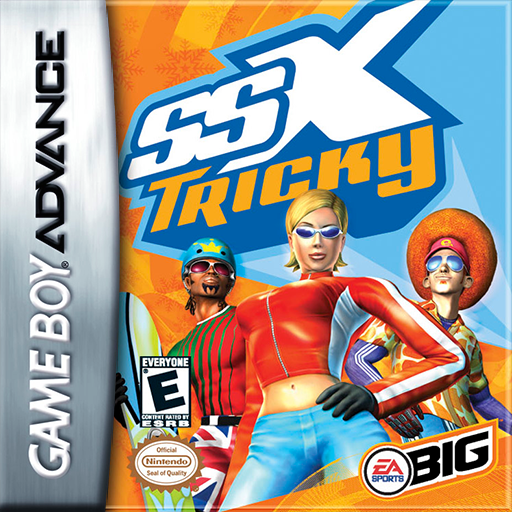 GAME BOY ADVANCE
SSX
TRICKY
EVERYONE
E
CONTENT RATED BY
ESRB
Official
Nintendo
Seal of Quality
EA
SPORTS
BIG